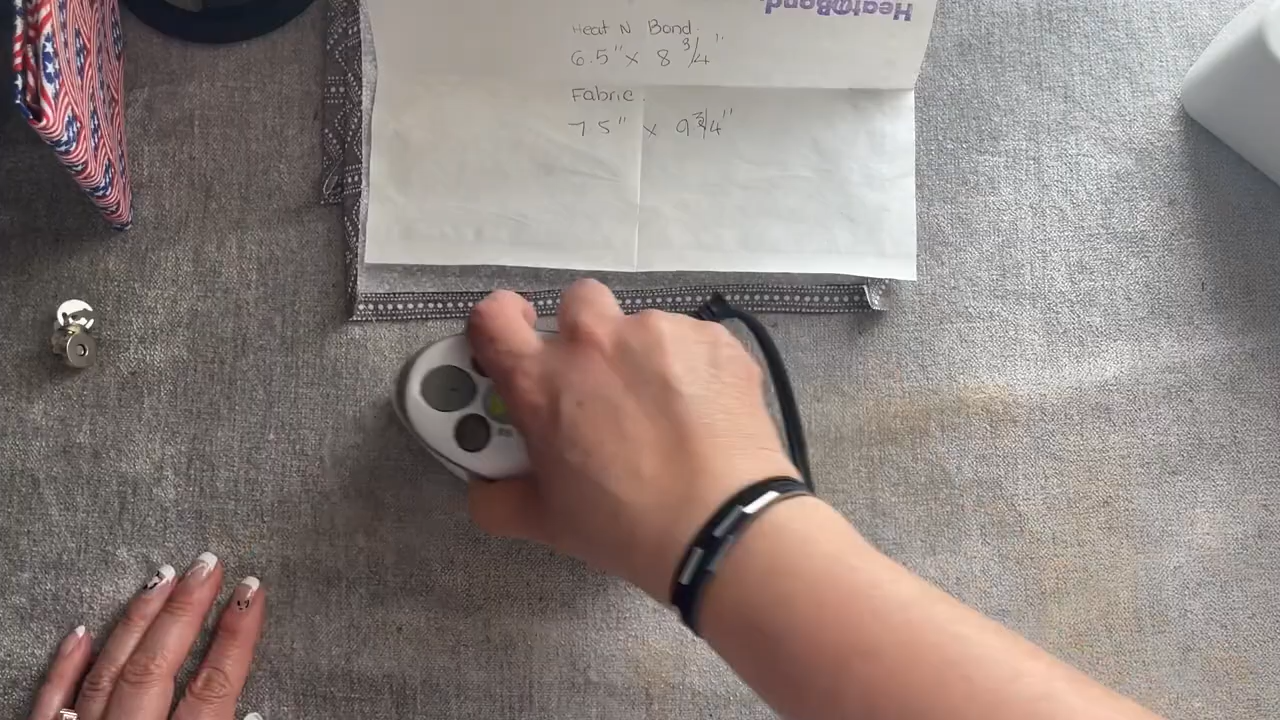 HeatnBond.
Heat N Bond.
6.5" x 8 3/4"
Fabric.
7.5" x 9 3/4"